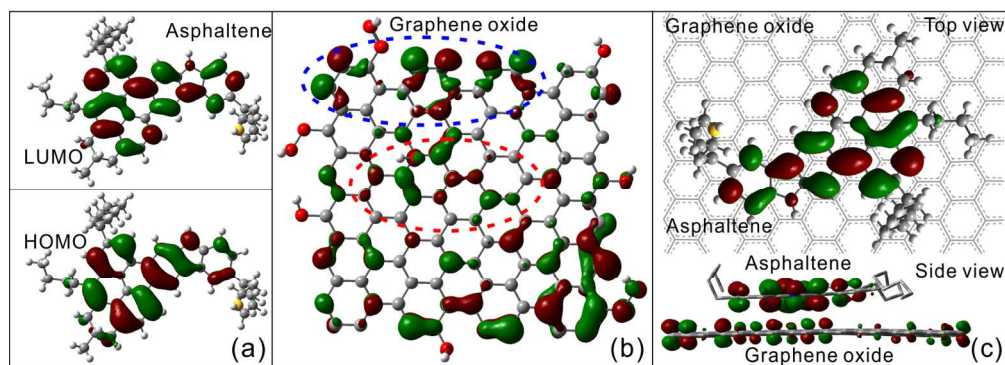 Asphaltene
LUMO
HOMO
(a)
Graphene oxide
(b)
Graphene oxide
Top view
Asphaltene
Side view
Asphaltene
Graphene oxide
(c)